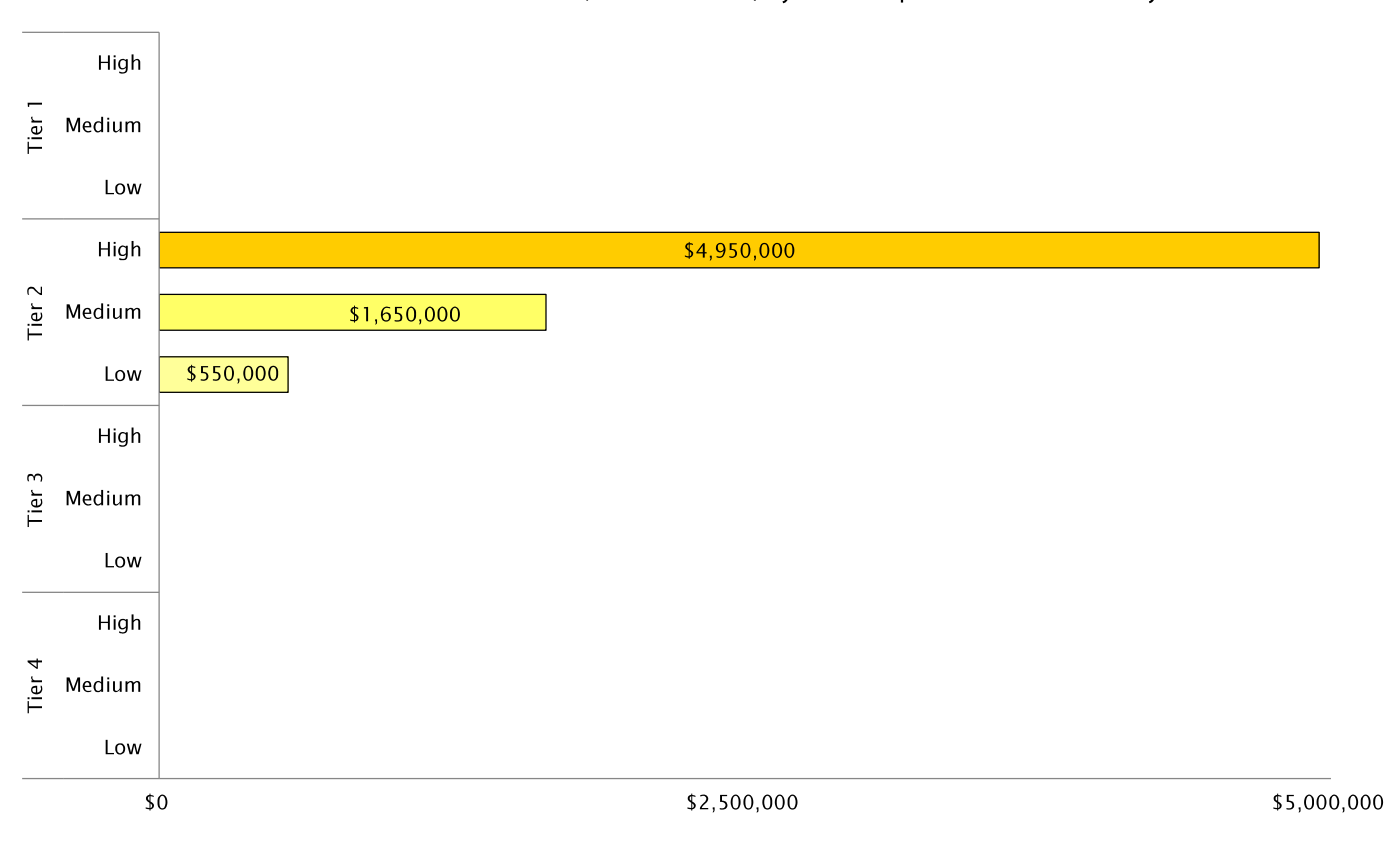 Tier 1
High
Medium
Low
Tier 2
High $4,950,000
Medium $1,650,000
Low $550,000
Tier 3
High
Medium
Low
Tier 4
High
Medium
Low
$0 $2,500,000 $5,000,000